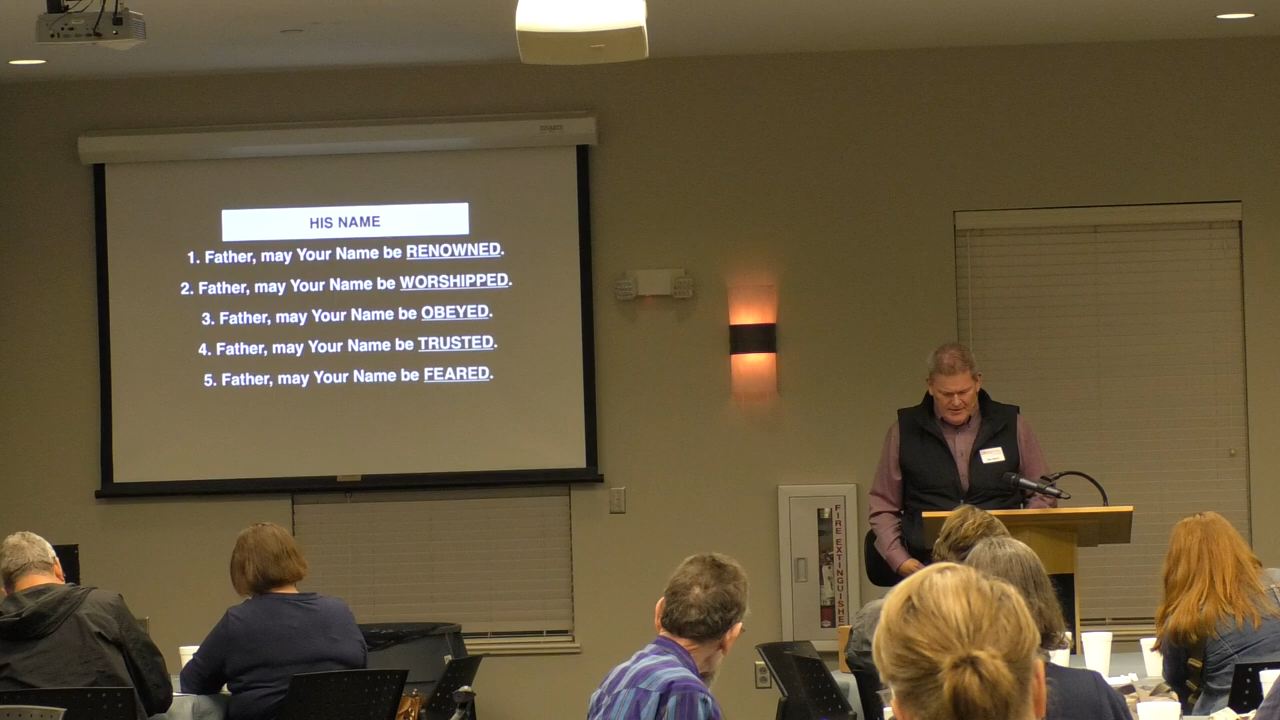 HIS NAME
1. Father, may Your Name be RENOWNED.
2. Father, may Your Name be WORSHIPPED.
3. Father, may Your Name be OBEYED.
4. Father, may Your Name be TRUSTED.
5. Father, may Your Name be FEARED.
FIRE EXTINGUISHE